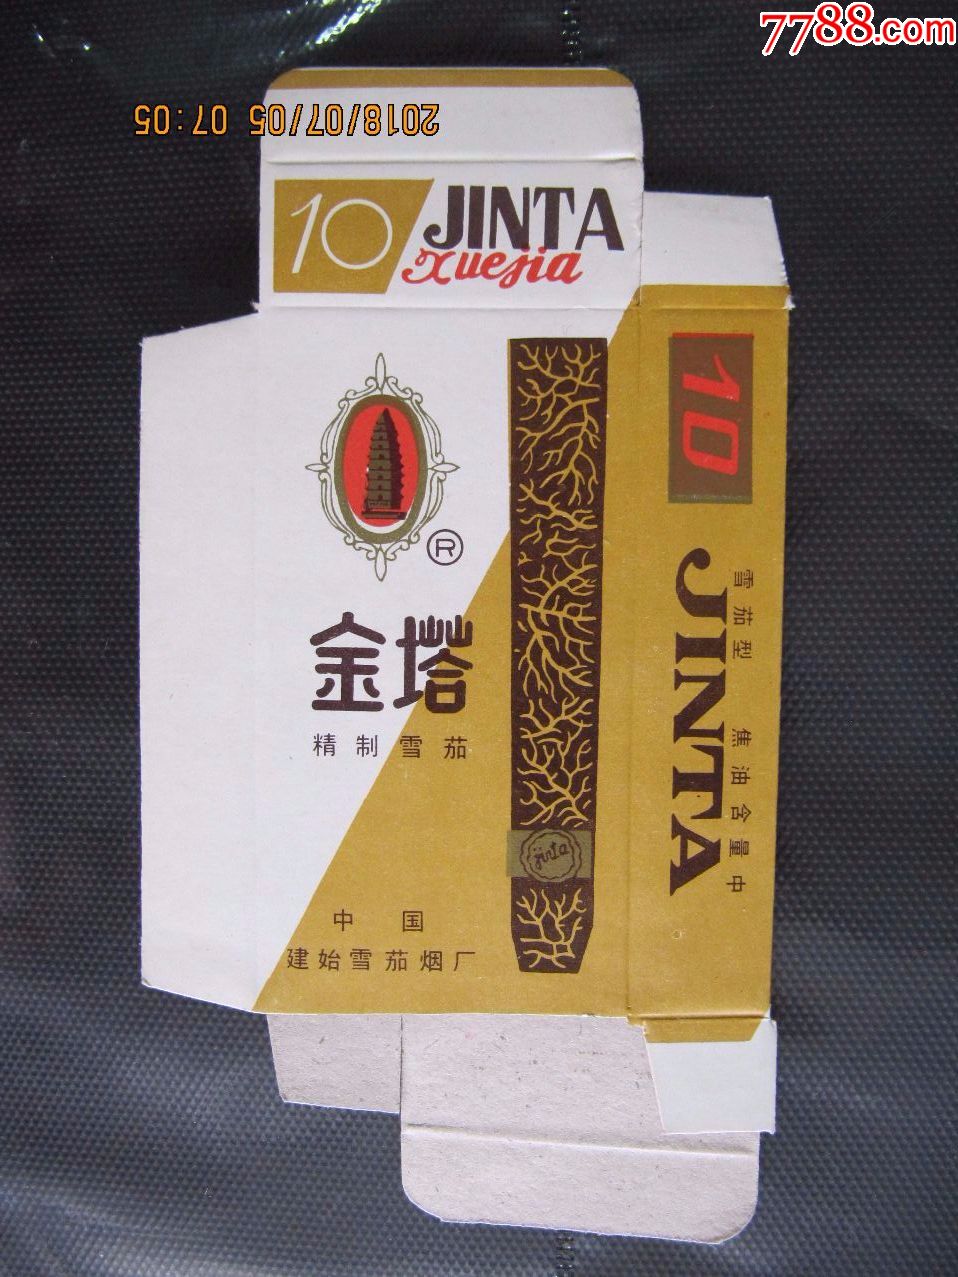 7788.com
2018/07/05 07:05
10 JINTA
Xuejia
®
金塔
精制雪茄
jinta
中国
建始雪茄烟厂
10
JINTA
雪茄型 焦油含量中